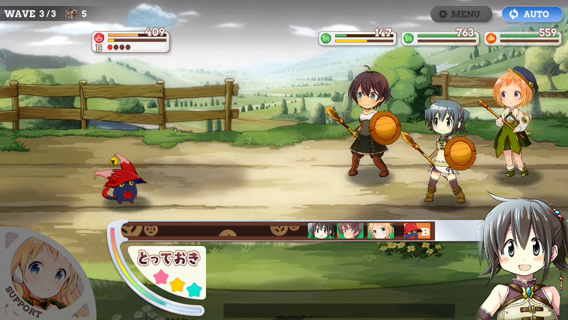 WAVE 3/3 5 MENU AUTO
409 147 763 559
B
とっておき
B
SUPPORT